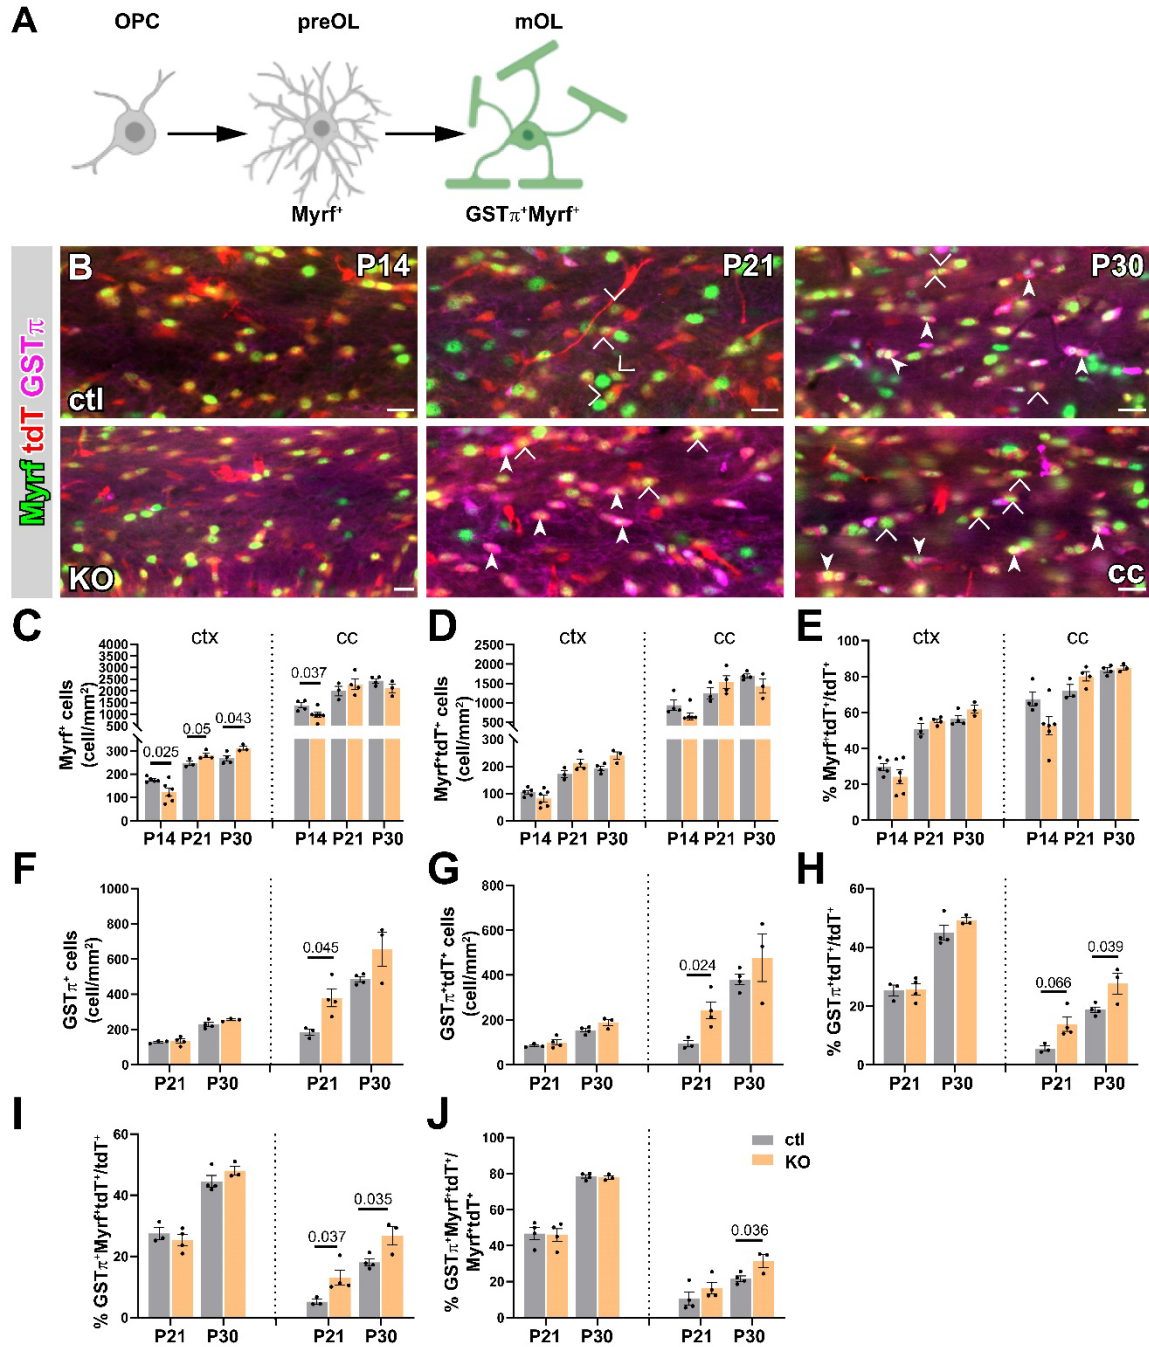 A
OPC preOL mOL
Myrf⁺ GSTπ⁺Myrf⁺
Myrf tdT GSTπ
B P14 P21 P30
ctl
KO cc
C ctx cc
Myrf⁺ cells
(cell/mm²)
4000
3500
3000
2500
2000
1500
1000
500
300
200
100
0
0.025 0.05 0.043 0.037
P14 P21 P30 P14 P21 P30
D ctx cc
Myrf⁺tdT⁺ cells
(cell/mm²)
2500
2000
1500
1000
500
300
200
100
0
P14 P21 P30 P14 P21 P30
E ctx cc
% Myrf⁺tdT⁺/tdT⁺
100
80
60
40
20
0
P14 P21 P30 P14 P21 P30
F
GSTπ⁺ cells
(cell/mm²)
1000
800
600
400
200
0
0.045
P21 P30 P21 P30
G
GSTπ⁺tdT⁺ cells
(cell/mm²)
800
600
400
200
0
0.024
P21 P30 P21 P30
H
% GSTπ⁺tdT⁺/tdT⁺
60
40
20
0
0.066 0.039
P21 P30 P21 P30
I
% GSTπ⁺Myrf⁺tdT⁺/tdT⁺
60
40
20
0
0.037 0.035
P21 P30 P21 P30
J
% GSTπ⁺Myrf⁺tdT⁺/
Myrf⁺tdT⁺
100
80
60
40
20
0
0.036
P21 P30 P21 P30
ctl
KO